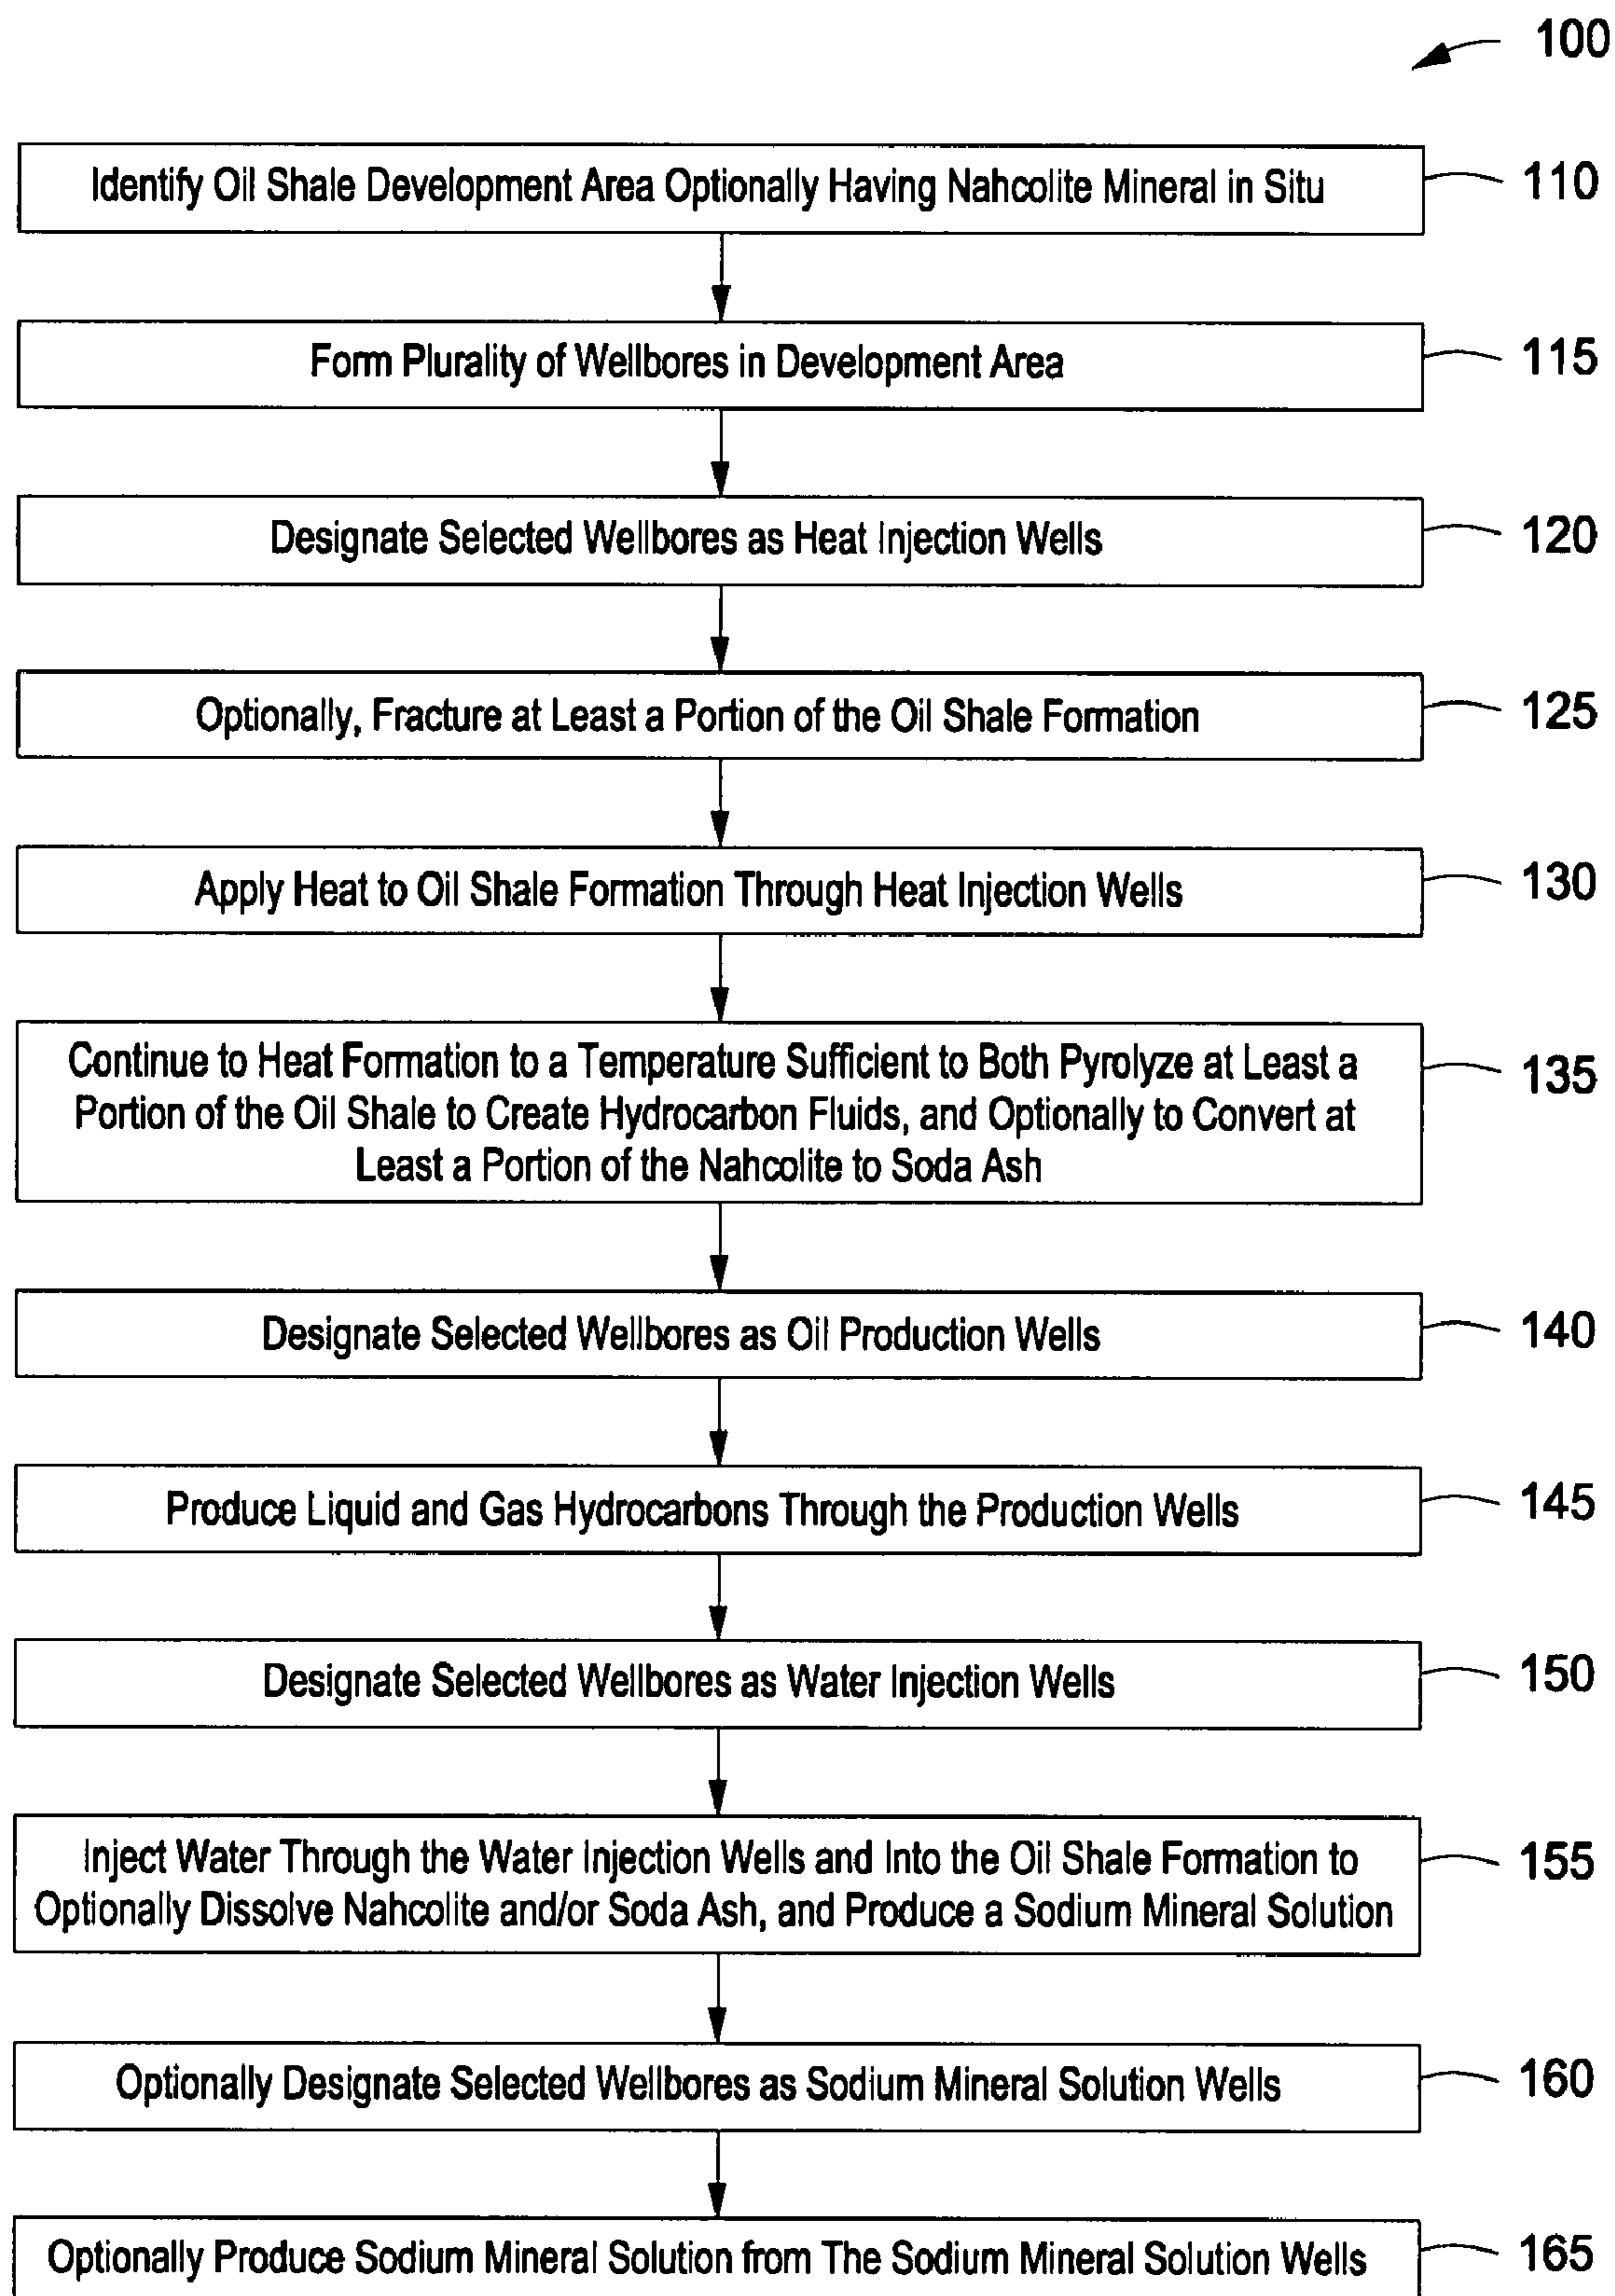 100
Identify Oil Shale Development Area Optionally Having Nahcolite Mineral in Situ
110
Form Plurality of Wellbores in Development Area
115
Designate Selected Wellbores as Heat Injection Wells
120
Optionally, Fracture at Least a Portion of the Oil Shale Formation
125
Apply Heat to Oil Shale Formation Through Heat Injection Wells
130
Continue to Heat Formation to a Temperature Sufficient to Both Pyrolyze at Least a
Portion of the Oil Shale to Create Hydrocarbon Fluids, and Optionally to Convert at
Least a Portion of the Nahcolite to Soda Ash
135
Designate Selected Wellbores as Oil Production Wells
140
Produce Liquid and Gas Hydrocarbons Through the Production Wells
145
Designate Selected Wellbores as Water Injection Wells
150
Inject Water Through the Water Injection Wells and Into the Oil Shale Formation to
Optionally Dissolve Nahcolite and/or Soda Ash, and Produce a Sodium Mineral Solution
155
Optionally Designate Selected Wellbores as Sodium Mineral Solution Wells
160
Optionally Produce Sodium Mineral Solution from The Sodium Mineral Solution Wells
165